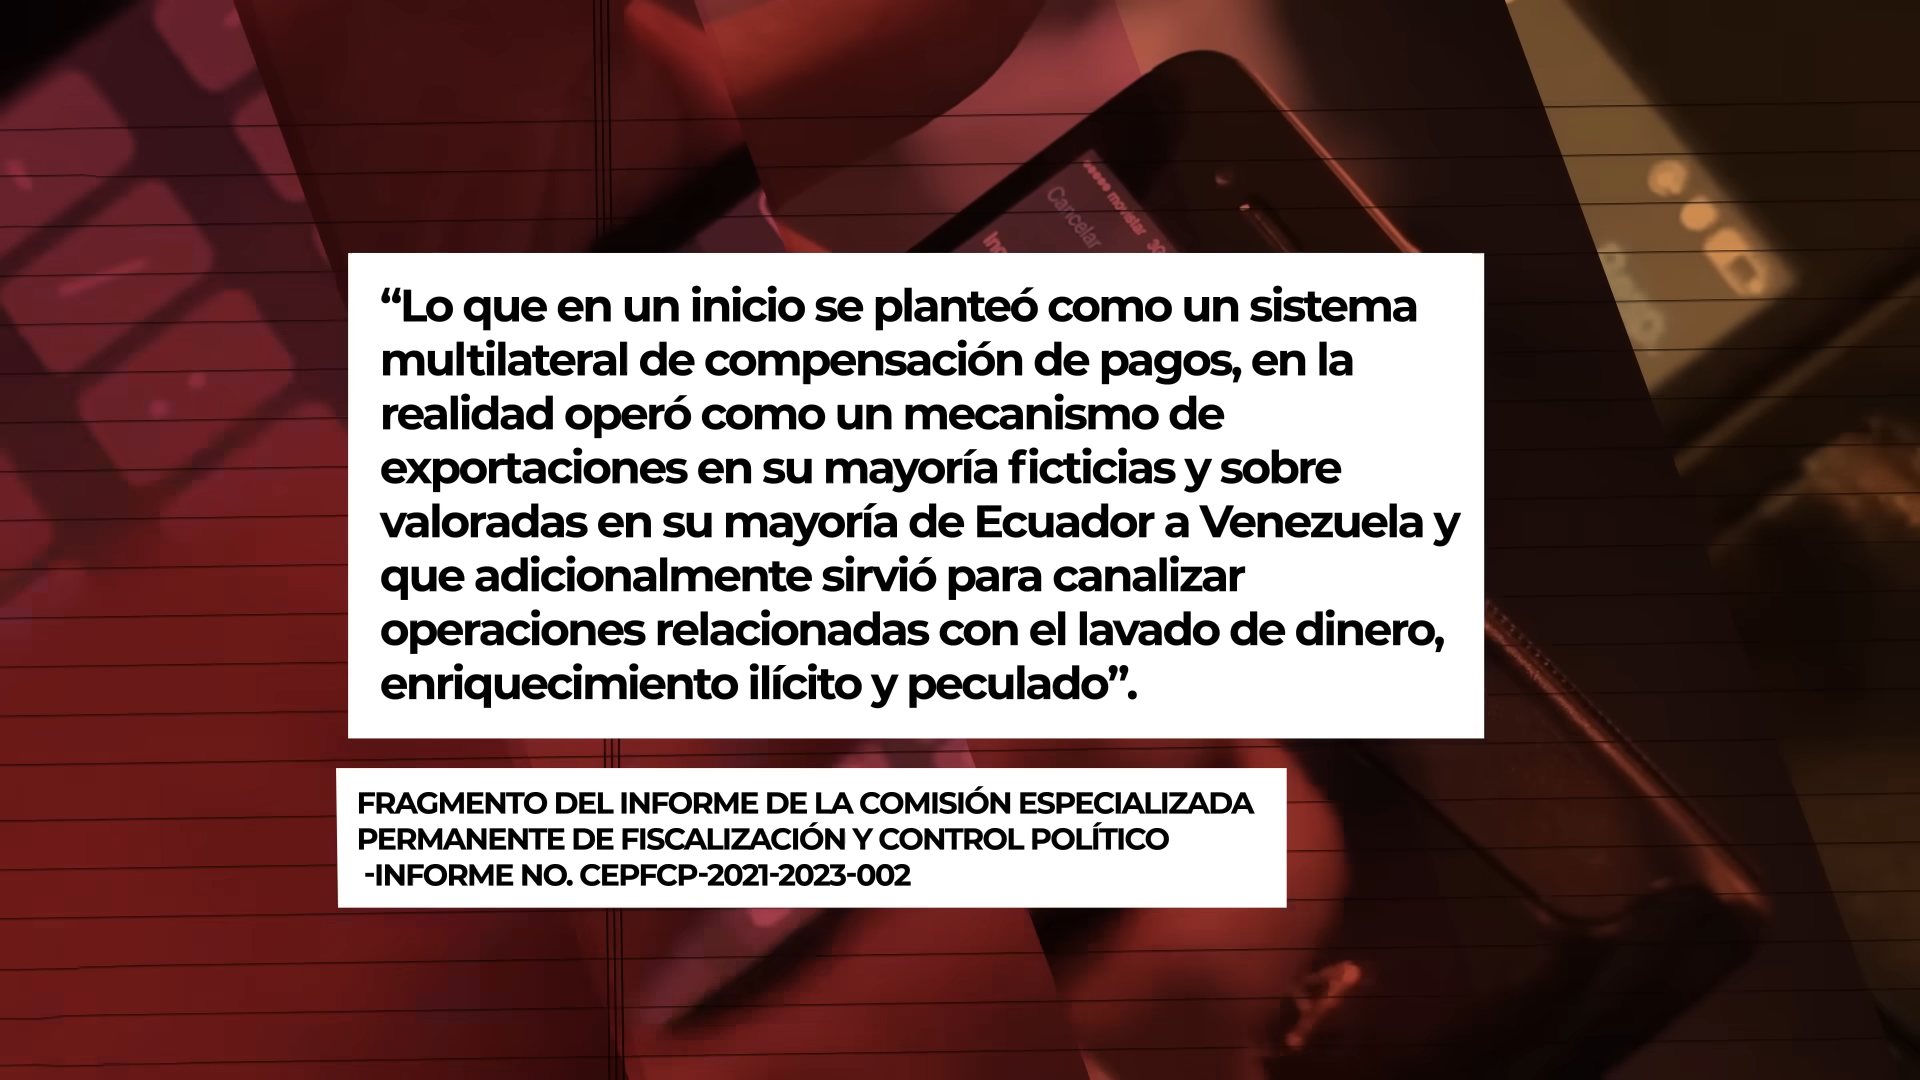 “Lo que en un inicio se planteó como un sistema
multilateral de compensación de pagos, en la
realidad operó como un mecanismo de
exportaciones en su mayoría ficticias y sobre
valoradas en su mayoría de Ecuador a Venezuela y
que adicionalmente sirvió para canalizar
operaciones relacionadas con el lavado de dinero,
enriquecimiento ilícito y peculado”.
FRAGMENTO DEL INFORME DE LA COMISIÓN ESPECIALIZADA
PERMANENTE DE FISCALIZACIÓN Y CONTROL POLÍTICO
-INFORME NO. CEPFCP-2021-2023-002
movistar
Cancelar